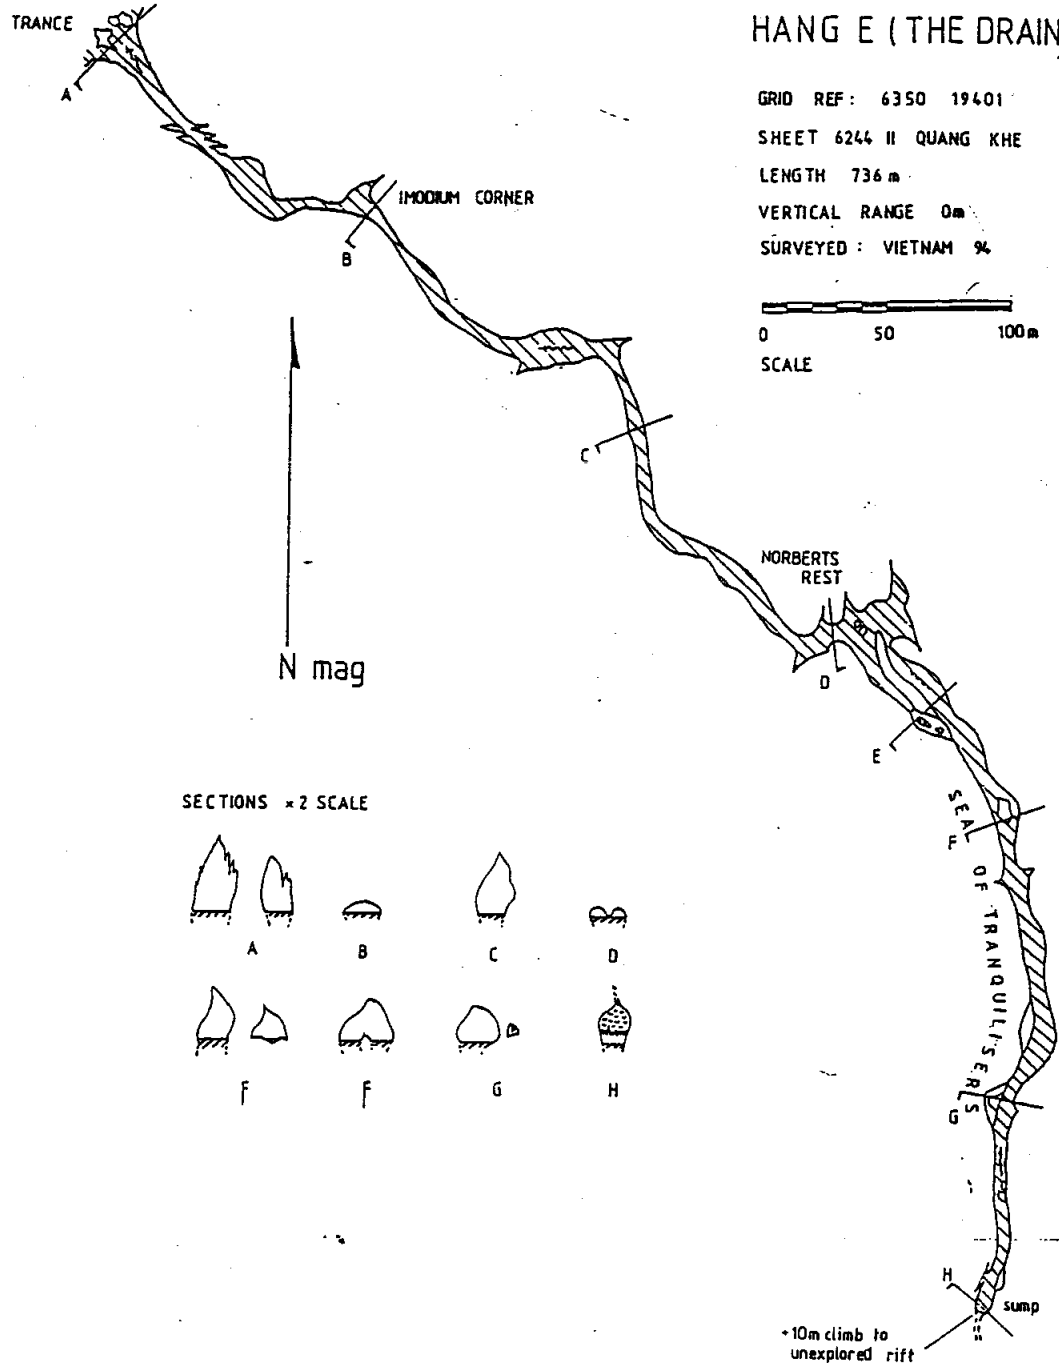 TRANCE
HANG E ( THE DRAIN
GRID REF: 6350 19401
SHEET 6244 II QUANG KHE
LENGTH 736 m
VERTICAL RANGE 0m
SURVEYED : VIETNAM 94
0 50 100m
SCALE
A
IMODIUM CORNER
B
C
N mag
NORBERTS
REST
D
E
SEA OF TRANQUILISERS
F
G
H
sump
+10m climb to
unexplored rift
SECTIONS x 2 SCALE
A B C D
F F G H